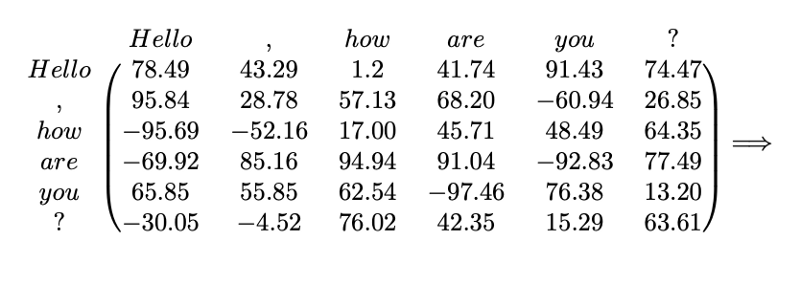 Hello , how are you ?
Hello 78.49 43.29 1.2 41.74 91.43 74.47
, 95.84 28.78 57.13 68.20 −60.94 26.85
how −95.69 −52.16 17.00 45.71 48.49 64.35
are −69.92 85.16 94.94 91.04 −92.83 77.49
you 65.85 55.85 62.54 −97.46 76.38 13.20
? −30.05 −4.52 76.02 42.35 15.29 63.61
⟹